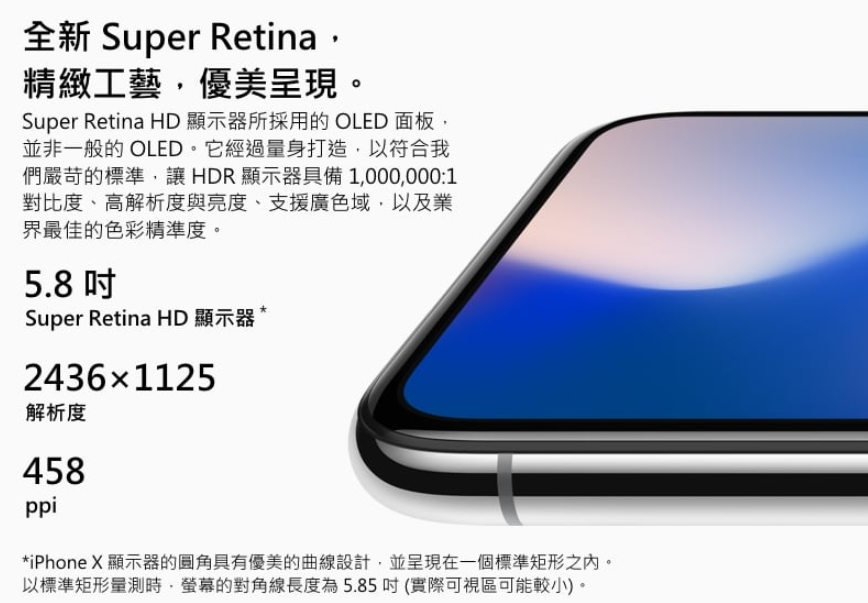 全新 Super Retina，
精緻工藝，優美呈現。
Super Retina HD 顯示器所採用的 OLED 面板，
並非一般的 OLED。它經過量身打造，以符合我
們嚴苛的標準，讓 HDR 顯示器具備 1,000,000:1
對比度、高解析度與亮度、支援廣色域，以及業
界最佳的色彩精準度。
5.8 吋
Super Retina HD 顯示器*
2436×1125
解析度
458
ppi
*iPhone X 顯示器的圓角具有優美的曲線設計，並呈現在一個標準矩形之內。
以標準矩形量測時，螢幕的對角線長度為 5.85 吋 (實際可視區可能較小)。